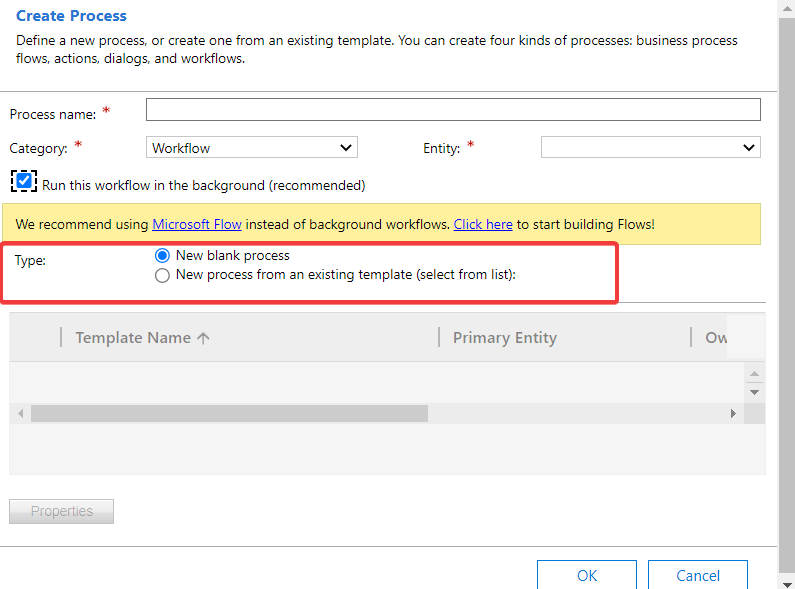 Create Process
Define a new process, or create one from an existing template. You can create four kinds of processes: business process
flows, actions, dialogs, and workflows.
Process name: *
Category: * Workflow Entity: *
Run this workflow in the background (recommended)
We recommend using Microsoft Flow instead of background workflows. Click here to start building Flows!
Type: New blank process
New process from an existing template (select from list):
Template Name ↑ Primary Entity Ow
Properties
OK Cancel